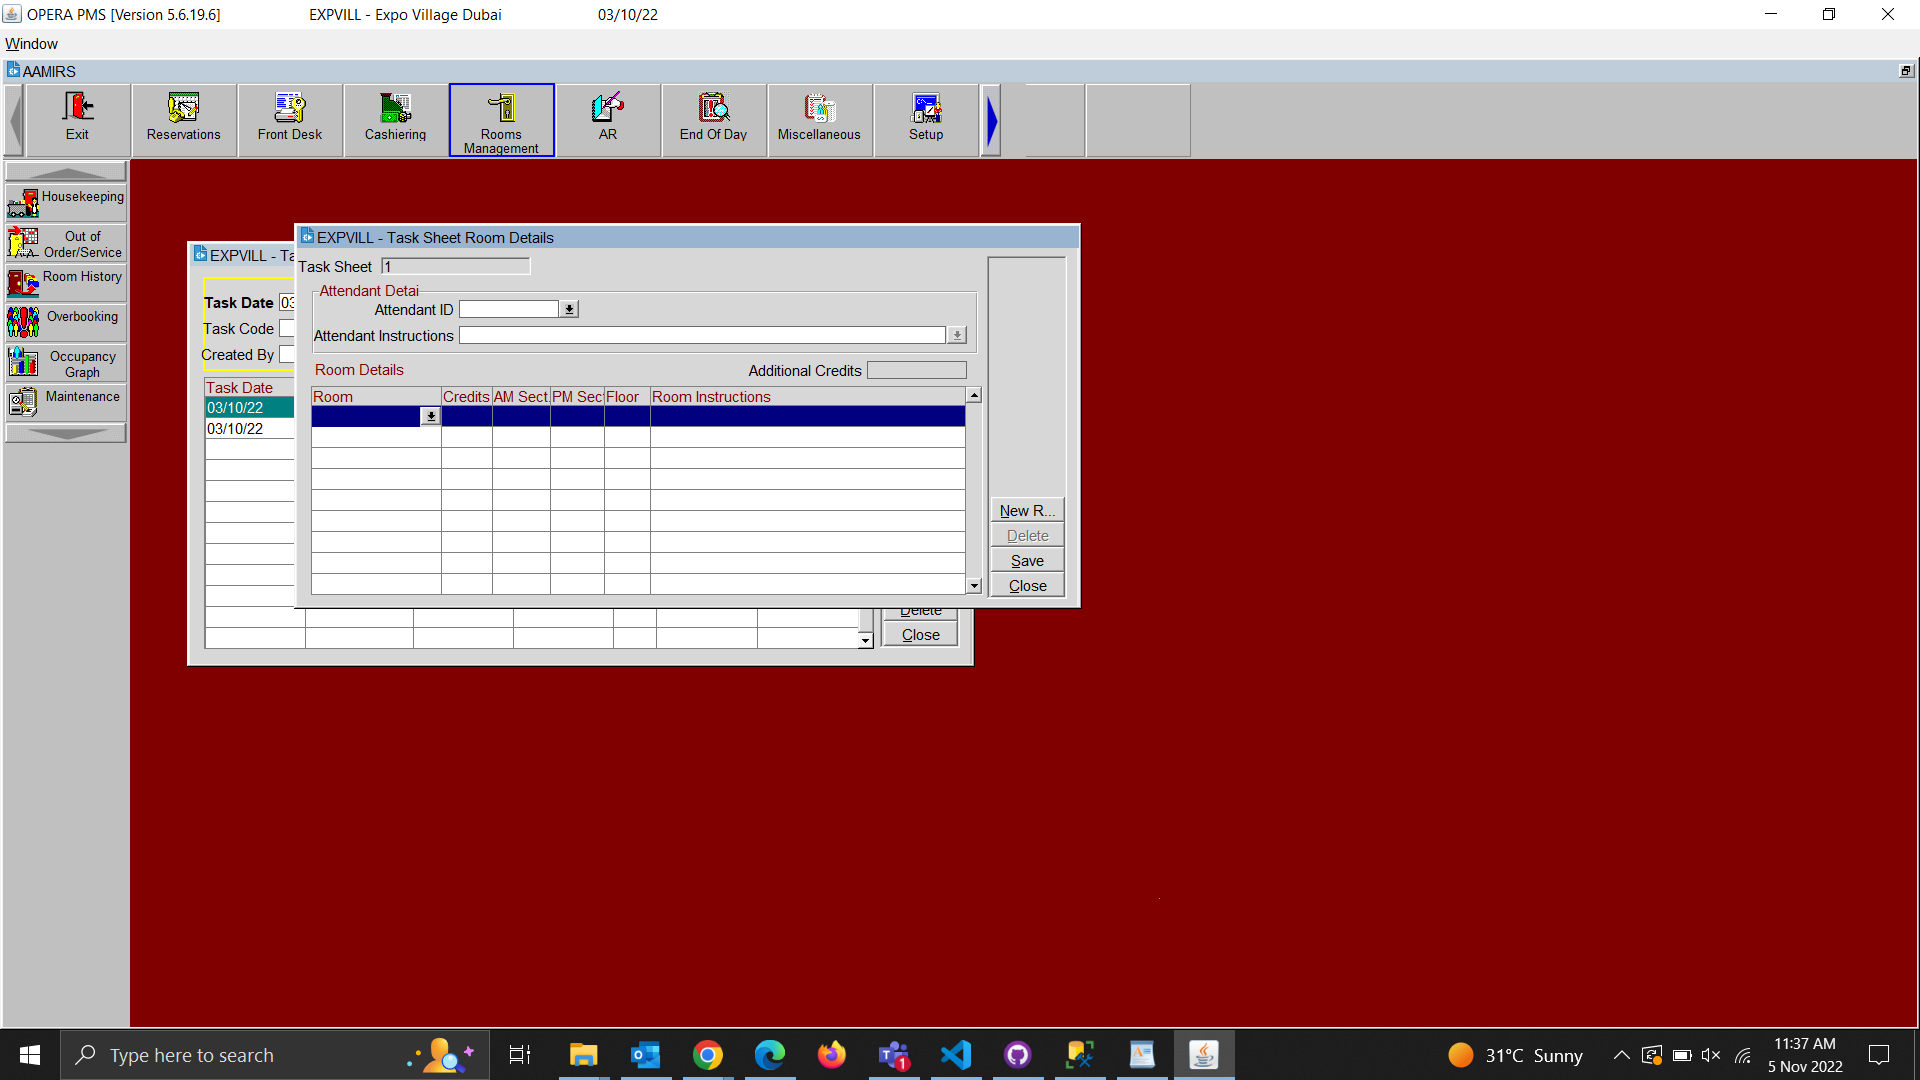 OPERA PMS [Version 5.6.19.6] EXPVILL - Expo Village Dubai 03/10/22
Window
AAMIRS
Exit Reservations Front Desk Cashiering Rooms Management AR End Of Day Miscellaneous Setup
Housekeeping
Out of Order/Service
Room History
Overbooking
Occupancy Graph
Maintenance
EXPVILL - Ta
Task Date 03
Task Code
Created By
Task Date
03/10/22
03/10/22
Delete
Close
EXPVILL - Task Sheet Room Details
Task Sheet 1
Attendant Detai
Attendant ID
Attendant Instructions
Room Details Additional Credits
Room Credits AM Sect. PM Sect Floor Room Instructions
New R...
Delete
Save
Close
Type here to search
1
31°C Sunny
11:37 AM
5 Nov 2022